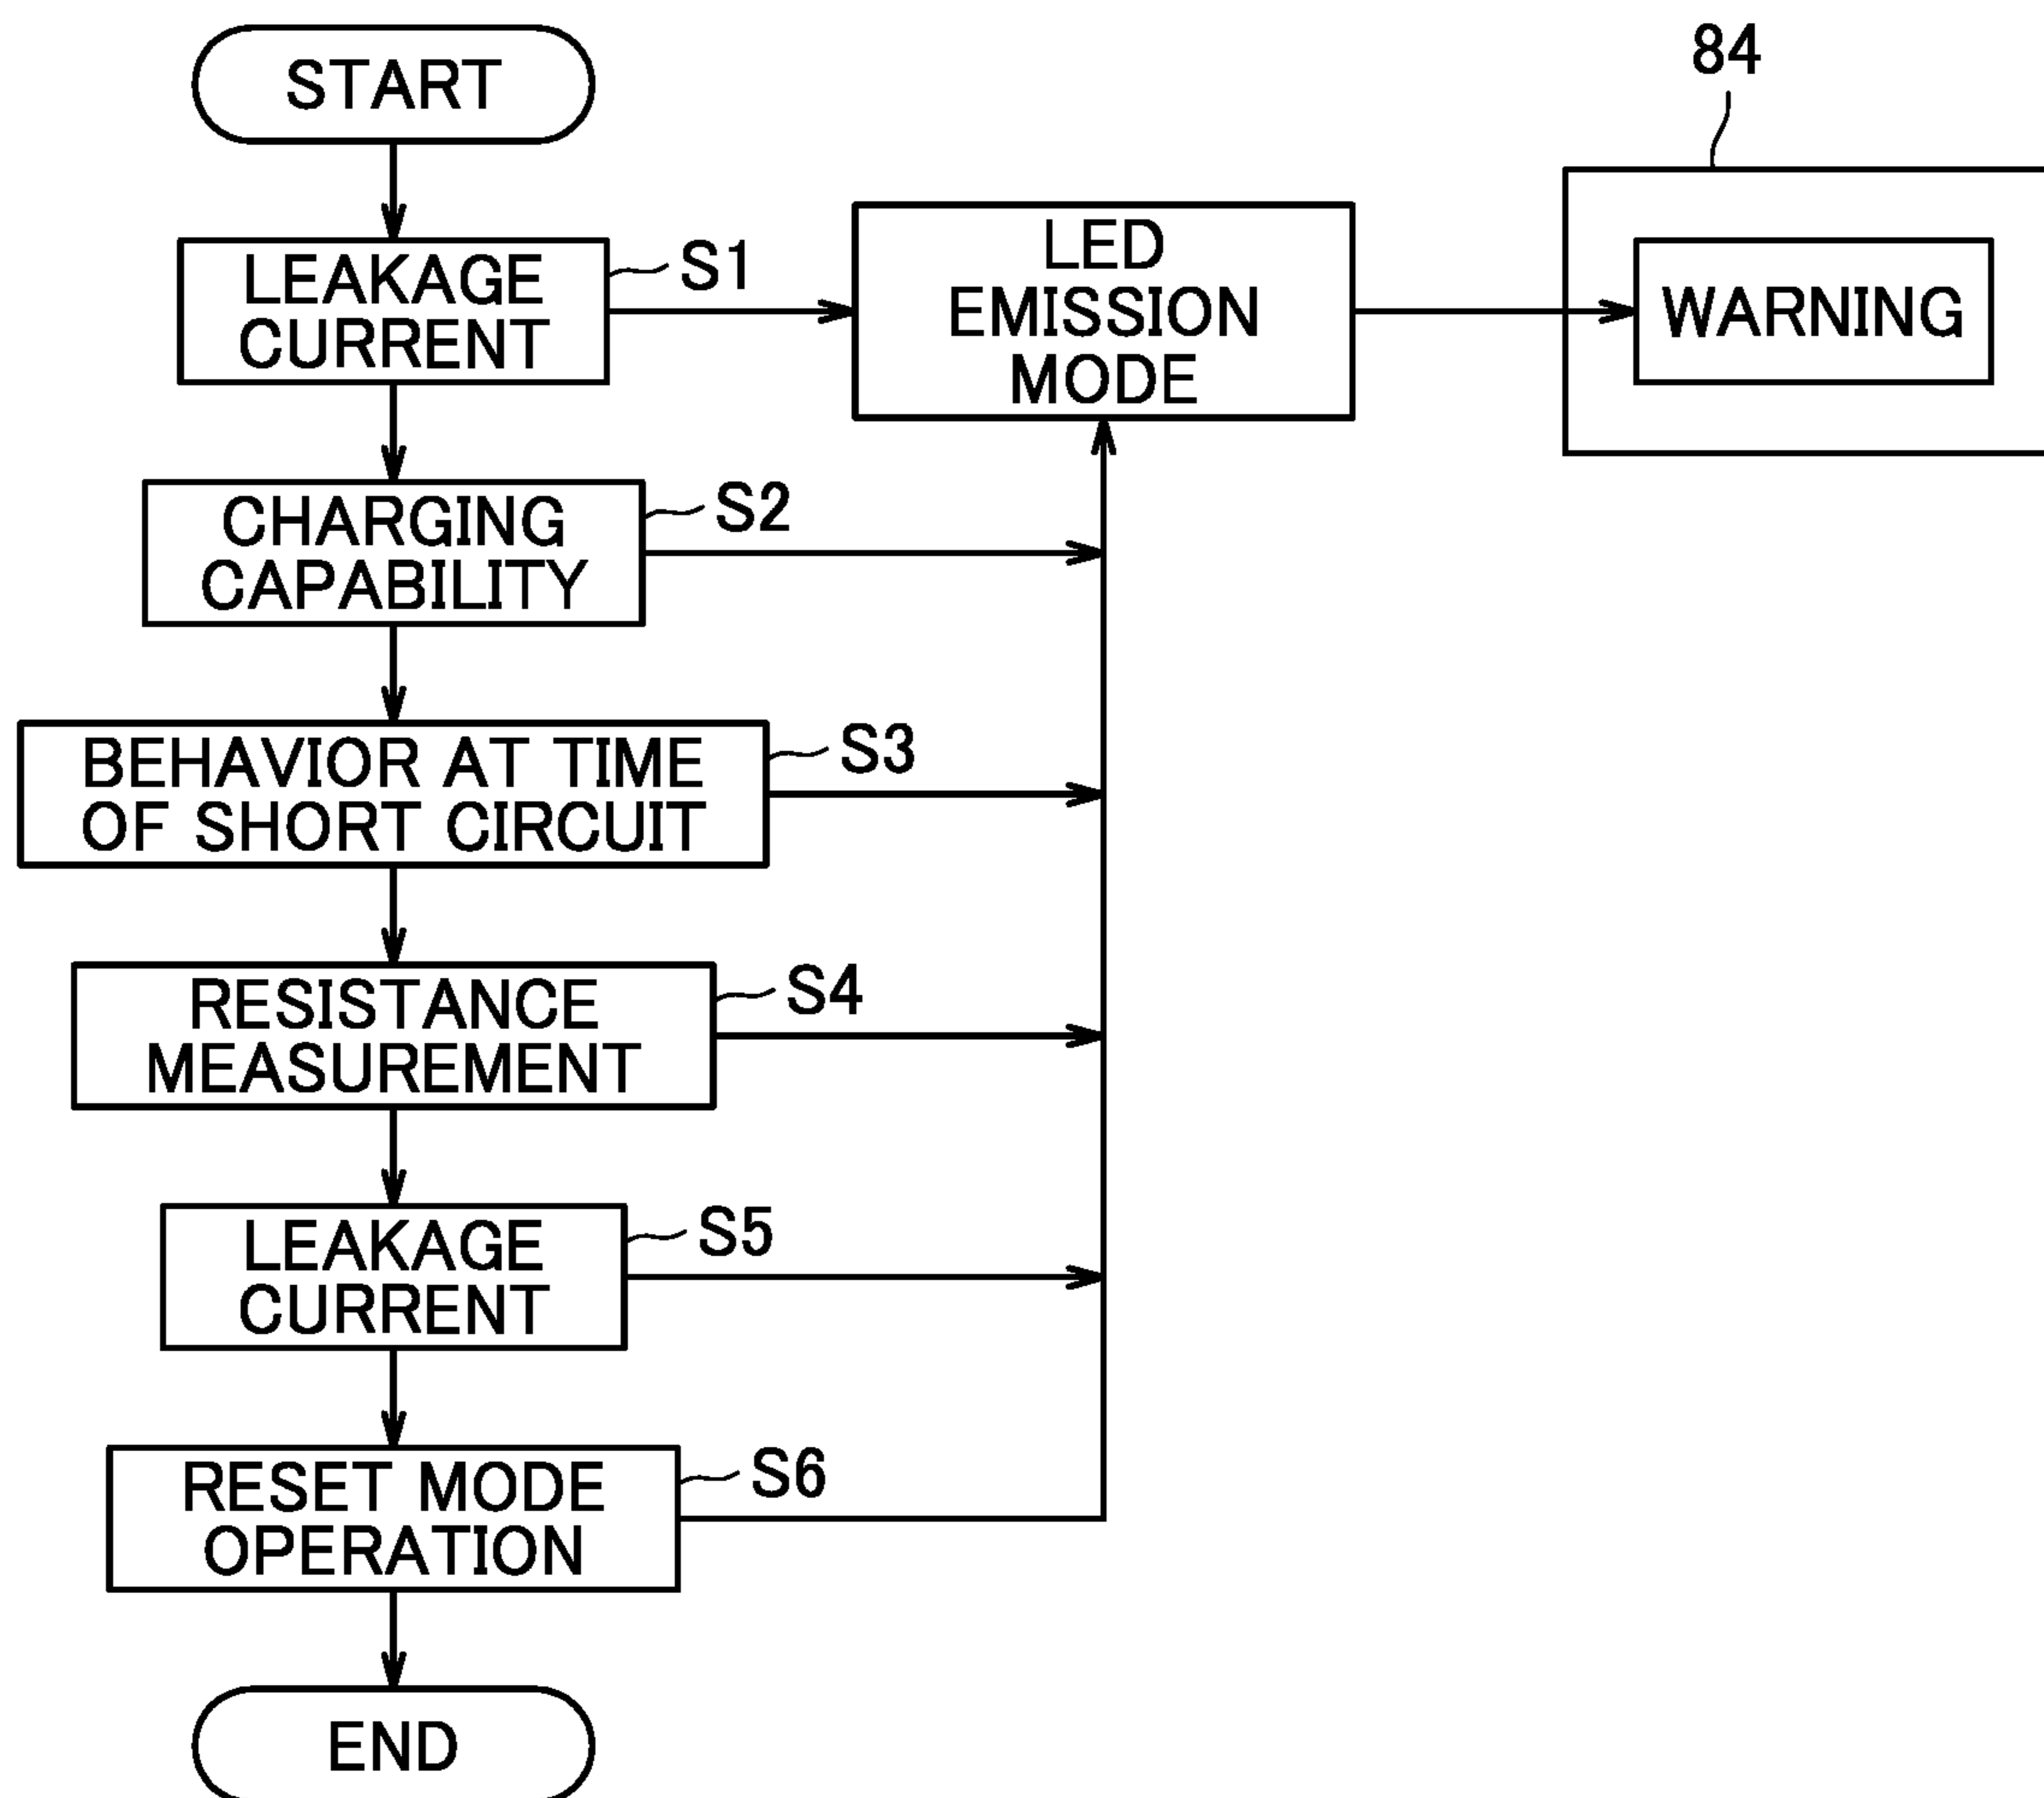 START
84
LEAKAGE
CURRENT
S1
LED
EMISSION
MODE
WARNING
CHARGING
CAPABILITY
S2
BEHAVIOR AT TIME
OF SHORT CIRCUIT
S3
RESISTANCE
MEASUREMENT
S4
LEAKAGE
CURRENT
S5
RESET MODE
OPERATION
S6
END